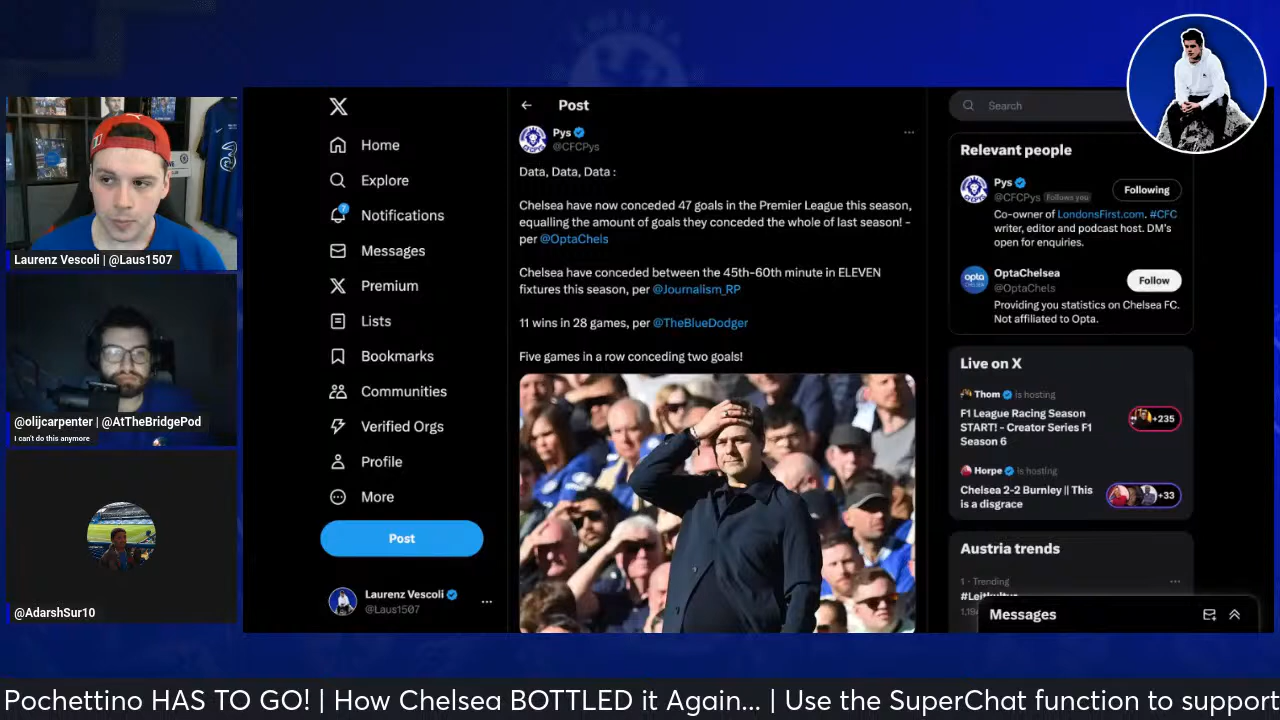 Laurenz Vescoli | @Laus1507
@olijcarpenter | @AtTheBridgePod
I can't do this anymore
@AdarshSur10
X
Home
Explore
7
Notifications
Messages
Premium
Lists
Bookmarks
Communities
Verified Orgs
Profile
More
Post
Laurenz Vescoli
@Laus1507
Post
Pys
@CFCPys
Data, Data, Data :
Chelsea have now conceded 47 goals in the Premier League this season,
equalling the amount of goals they conceded the whole of last season! -
per @OptaChels
Chelsea have conceded between the 45th-60th minute in ELEVEN
fixtures this season, per @Journalism_RP
11 wins in 28 games, per @TheBlueDodger
Five games in a row conceding two goals!
Search
Relevant people
Pys
@CFCPys Follows you
Following
Co-owner of LondonsFirst.com. #CFC
writer, editor and podcast host. DM's
open for enquiries.
opta
OptaChelsea
@OptaChels
Follow
Providing you statistics on Chelsea FC.
Not affiliated to Opta.
Live on X
Thom is hosting
F1 League Racing Season
START! - Creator Series F1
Season 6
+235
Horpe is hosting
Chelsea 2-2 Burnley || This
is a disgrace
+33
Austria trends
1 · Trending
#Leitkultur
Messages
Pochettino HAS TO GO! | How Chelsea BOTTLED it Again... | Use the SuperChat function to support